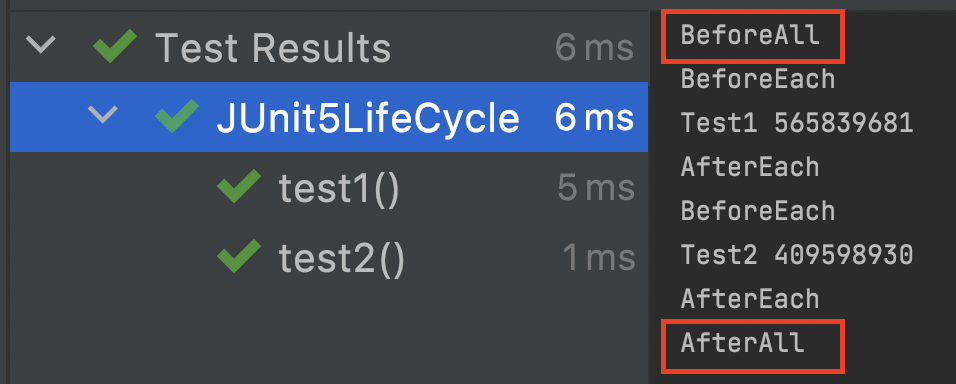 Test Results 6 ms
JUnit5LifeCycle 6 ms
test1() 5 ms
test2() 1 ms
BeforeAll
BeforeEach
Test1 565839681
AfterEach
BeforeEach
Test2 409598930
AfterEach
AfterAll